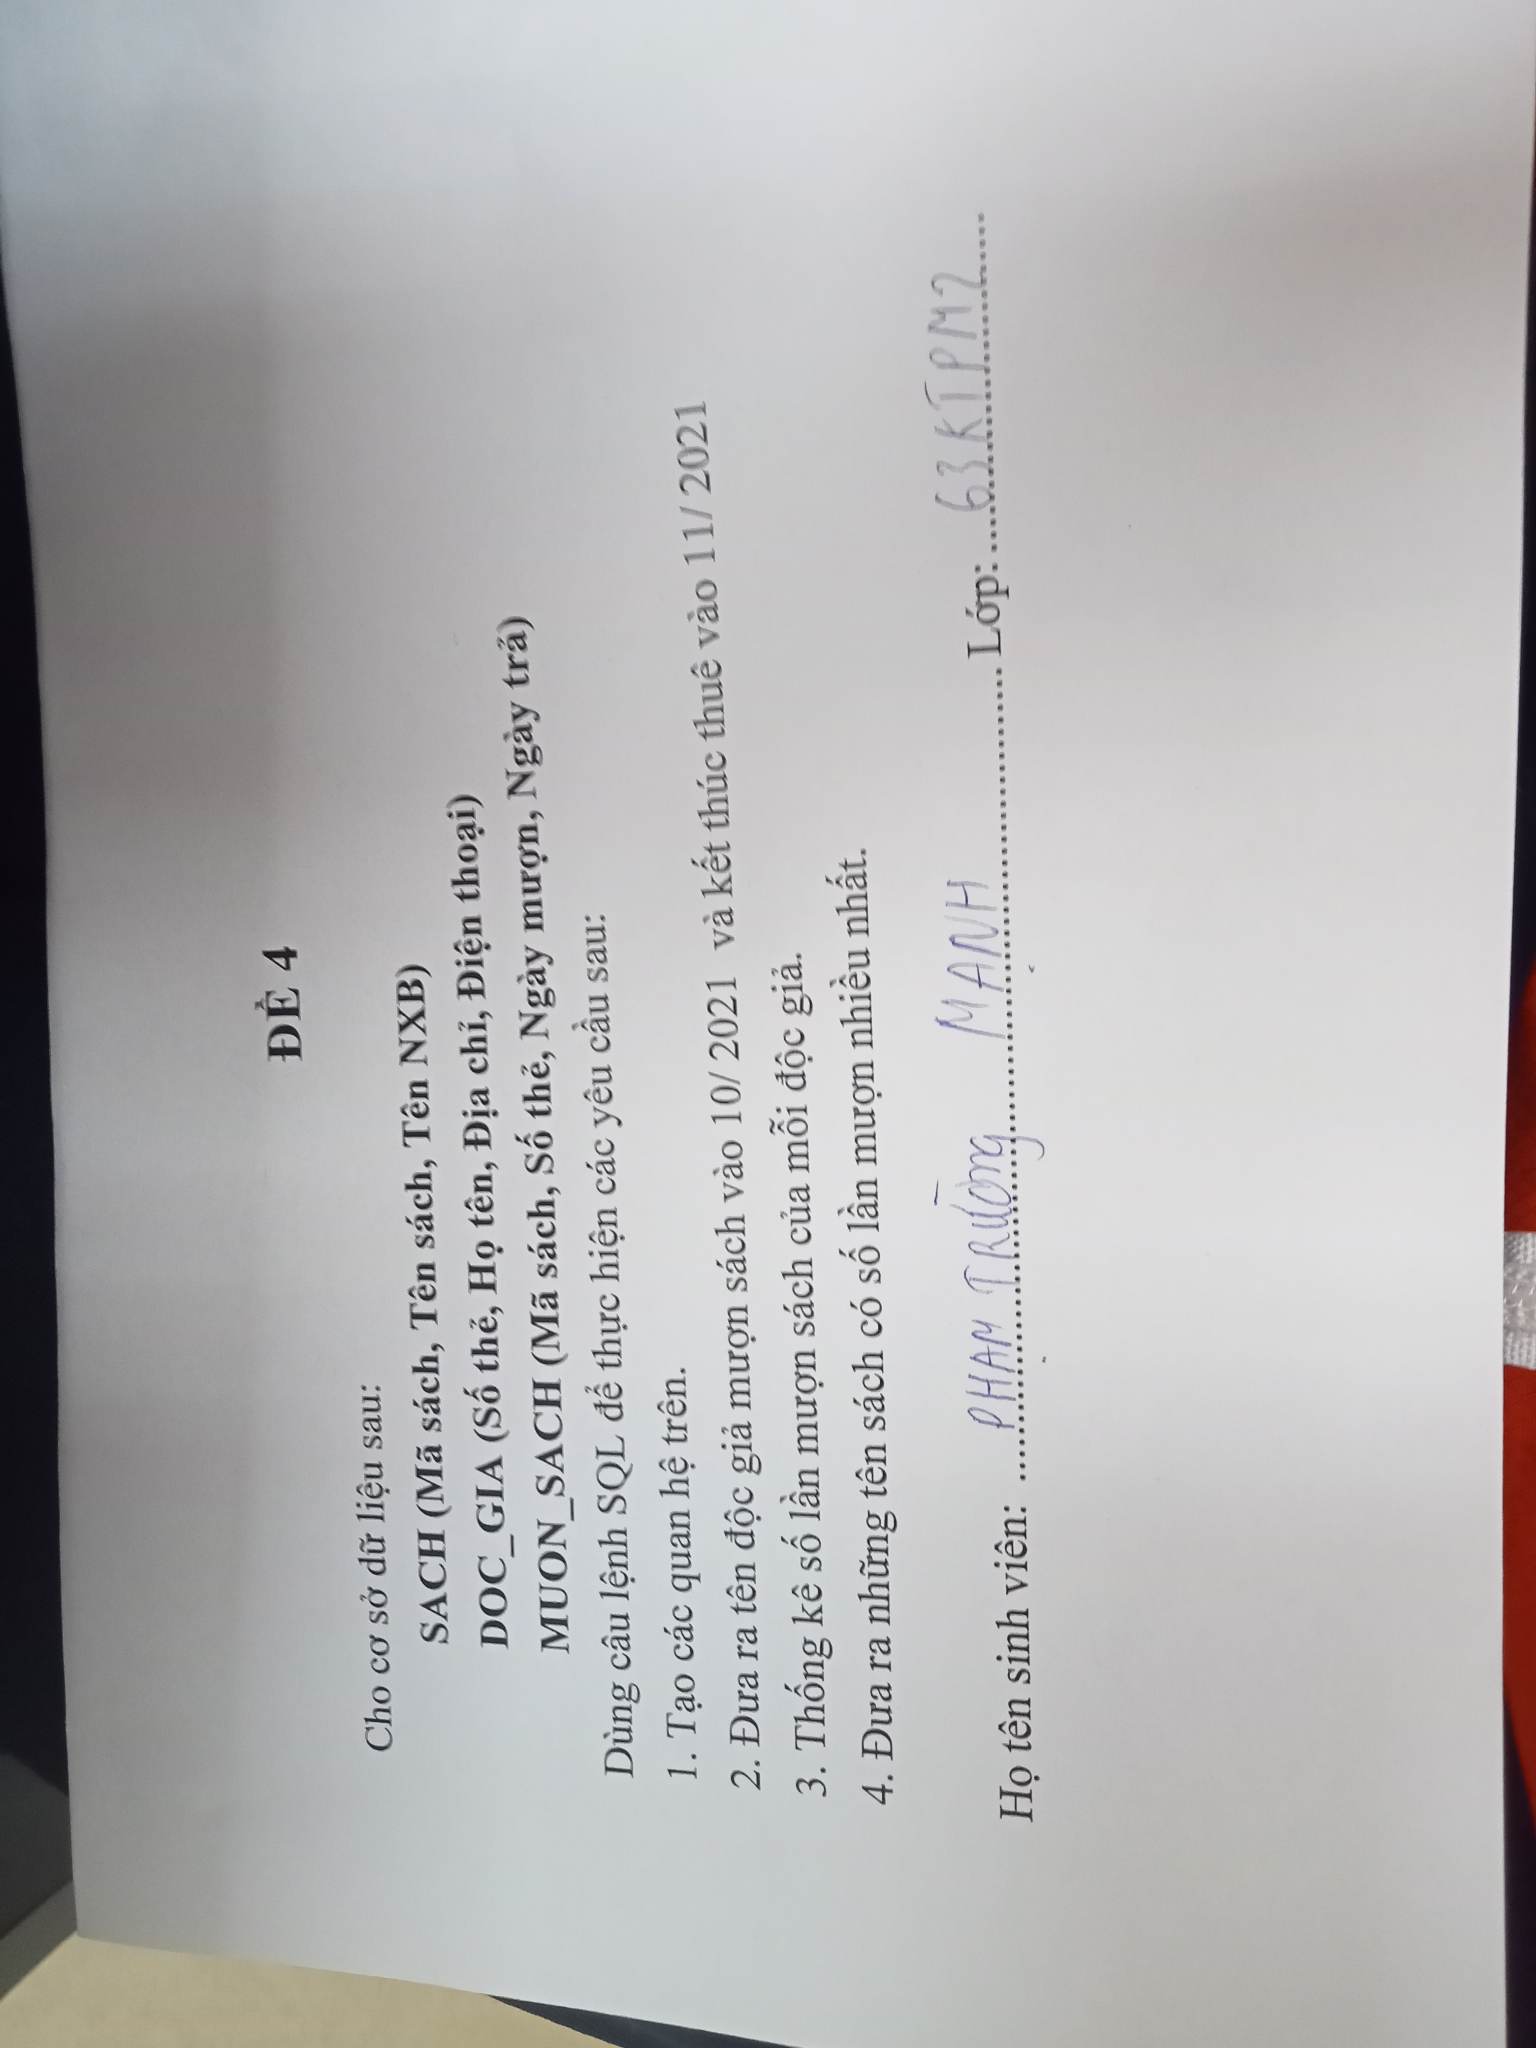 ĐỀ 4
Cho cơ sở dữ liệu sau:
SACH (Mã sách, Tên sách, Tên NXB)
DOC_GIA (Số thẻ, Họ tên, Địa chỉ, Điện thoại)
MUON_SACH (Mã sách, Số thẻ, Ngày mượn, Ngày trả)
Dùng câu lệnh SQL để thực hiện các yêu cầu sau:
1. Tạo các quan hệ trên.
2. Đưa ra tên độc giả mượn sách vào 10/ 2021 và kết thúc thuê vào 11/ 2021
3. Thống kê số lần mượn sách của mỗi độc giả.
4. Đưa ra những tên sách có số lần mượn nhiều nhất.
Họ tên sinh viên: PHẠM TRƯỜng MẠNH Lớp: 63KTPM2